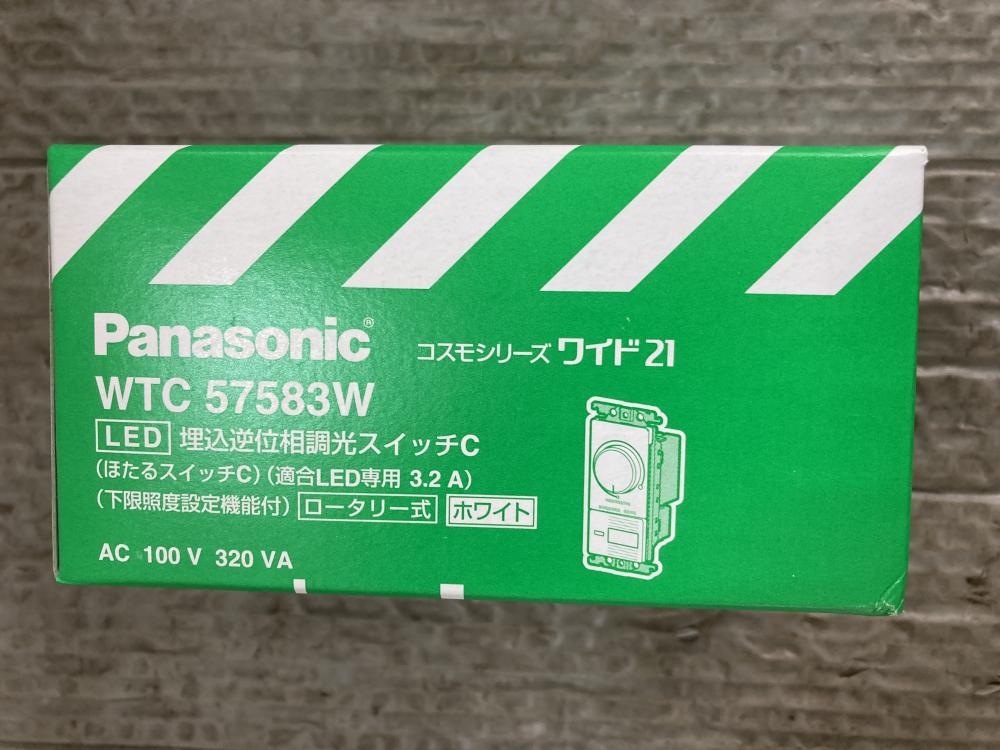 Panasonic®
コスモシリーズ ワイド21
WTC 57583W
LED 埋込逆位相調光スイッチC
(ほたるスイッチC) (適合LED専用 3.2 A)
(下限照度設定機能付) ロータリー式 ホワイト
AC 100 V 320 VA